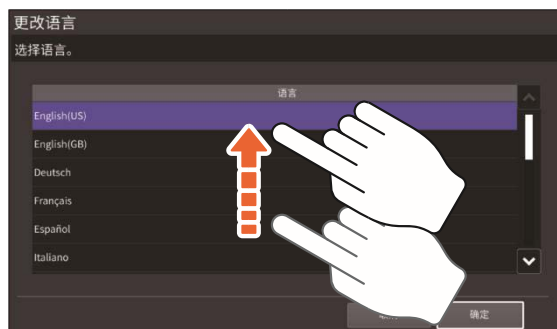 更改语言
选择语言。
语言
English(US)
English(GB)
Deutsch
Français
Español
Italiano
确定